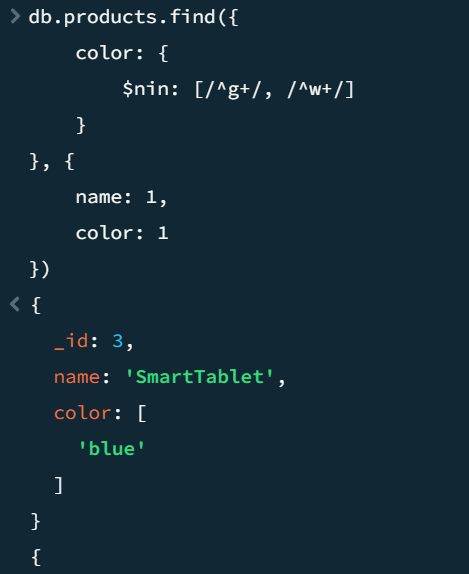 > db.products.find({
color: {
$nin: [/^g+/, /^w+/]
}
}, {
name: 1,
color: 1
})
< {
_id: 3,
name: 'SmartTablet',
color: [
'blue'
]
}
{